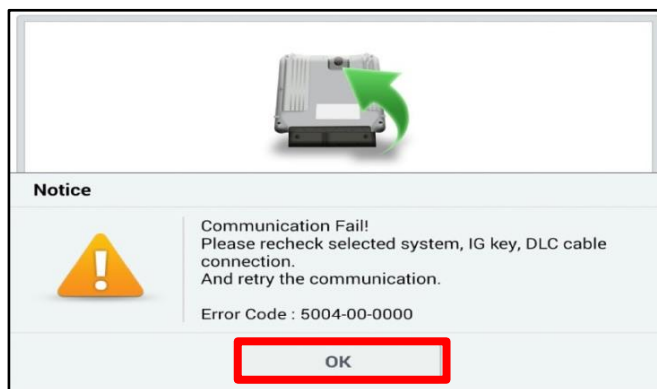 Notice
Communication Fail!
Please recheck selected system, IG key, DLC cable
connection.
And retry the communication.
Error Code : 5004-00-0000
OK